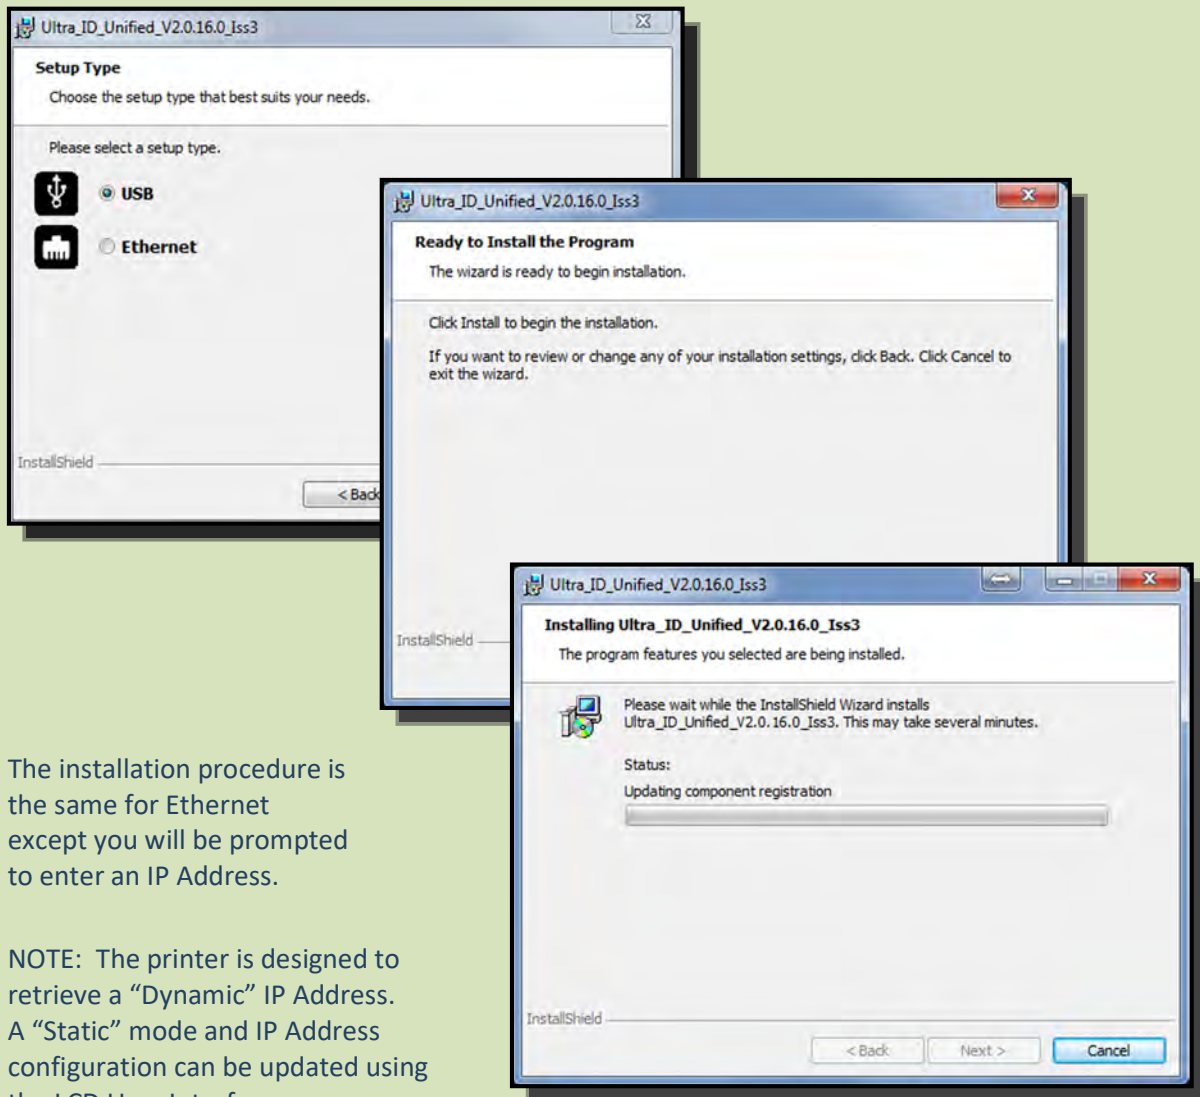 Ultra_ID_Unified_V2.0.16.0_Iss3
Setup Type
Choose the setup type that best suits your needs.
Please select a setup type.
USB
Ethernet
InstallShield
< Back
Ultra_ID_Unified_V2.0.16.0_Iss3
Ready to Install the Program
The wizard is ready to begin installation.
Click Install to begin the installation.
If you want to review or change any of your installation settings, click Back. Click Cancel to
exit the wizard.
InstallShield
Ultra_ID_Unified_V2.0.16.0_Iss3
Installing Ultra_ID_Unified_V2.0.16.0_Iss3
The program features you selected are being installed.
Please wait while the InstallShield Wizard installs
Ultra_ID_Unified_V2.0.16.0_Iss3. This may take several minutes.
Status:
Updating component registration
InstallShield
< Back
Next >
Cancel
The installation procedure is
the same for Ethernet
except you will be prompted
to enter an IP Address.
NOTE: The printer is designed to
retrieve a “Dynamic” IP Address.
A “Static” mode and IP Address
configuration can be updated using
the LCD User Interface